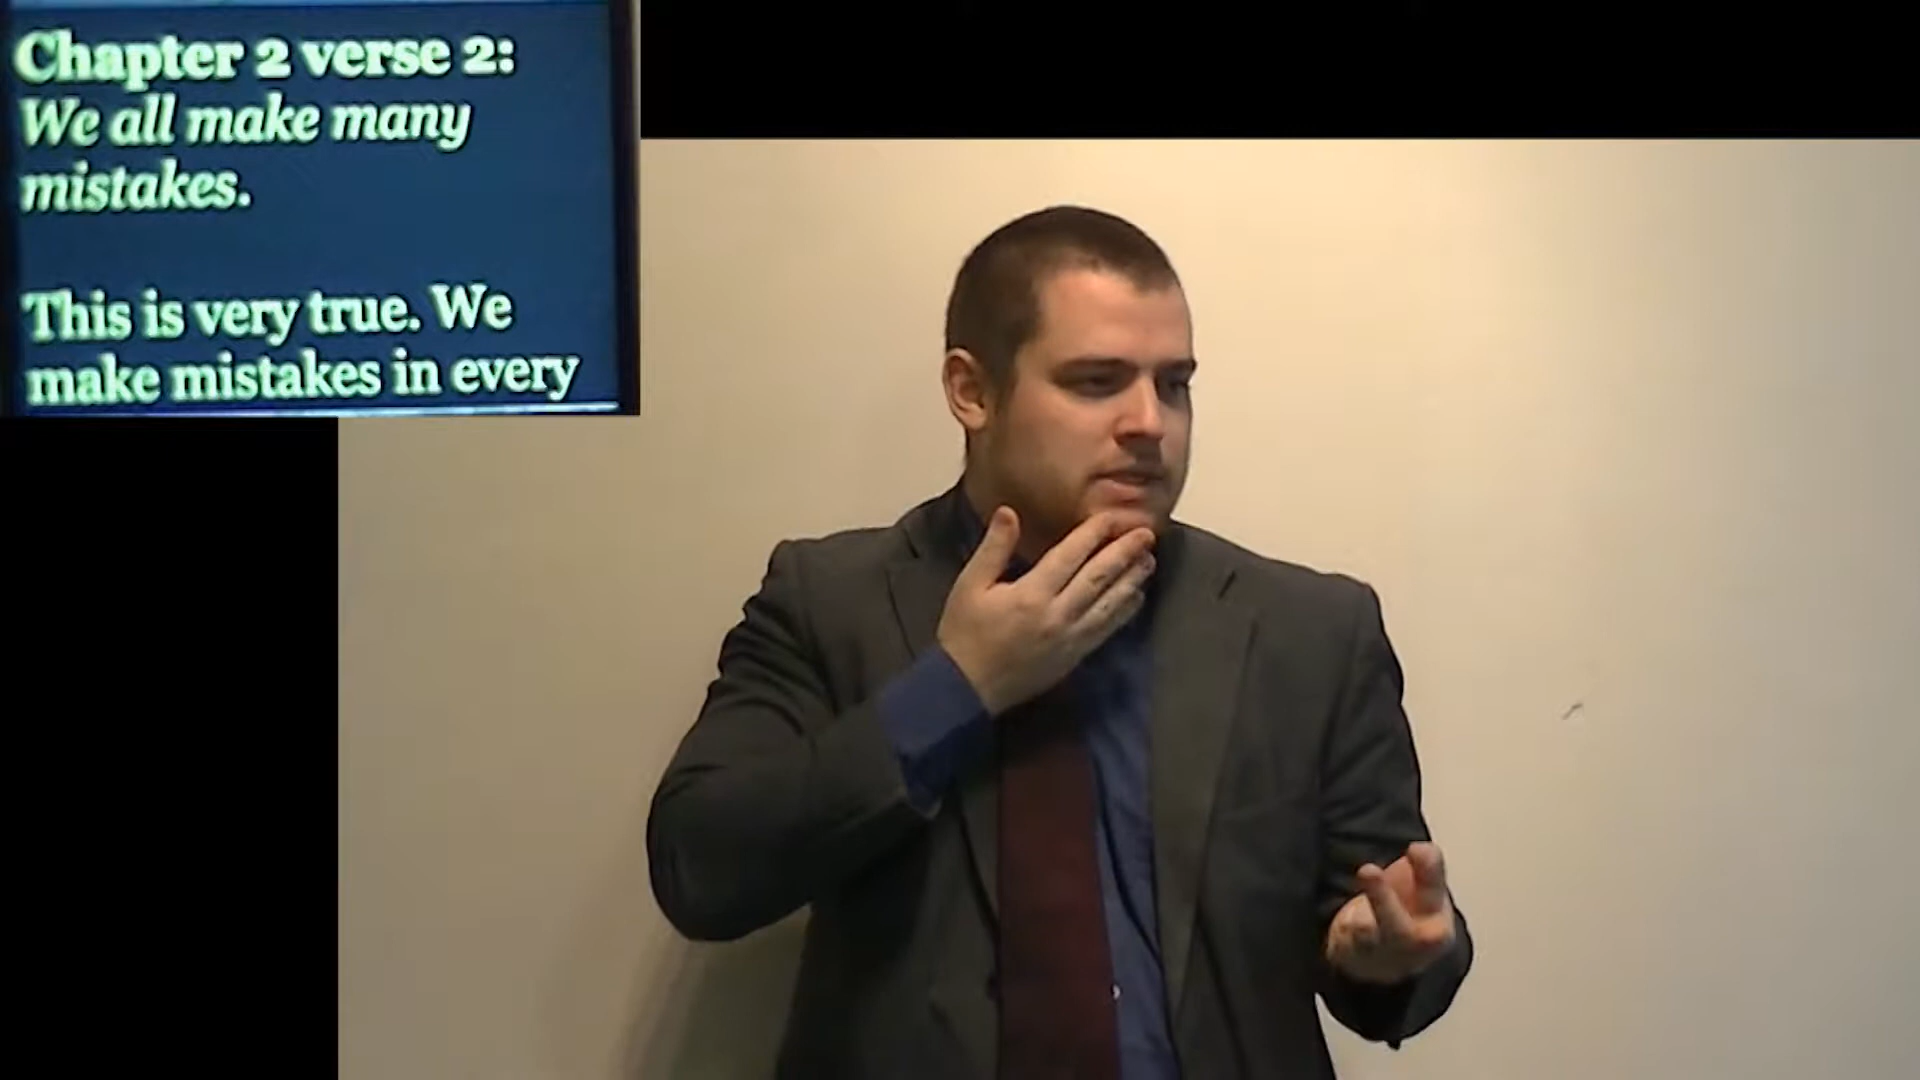 Chapter 2 verse 2:
We all make many
mistakes.
This is very true. We
make mistakes in every